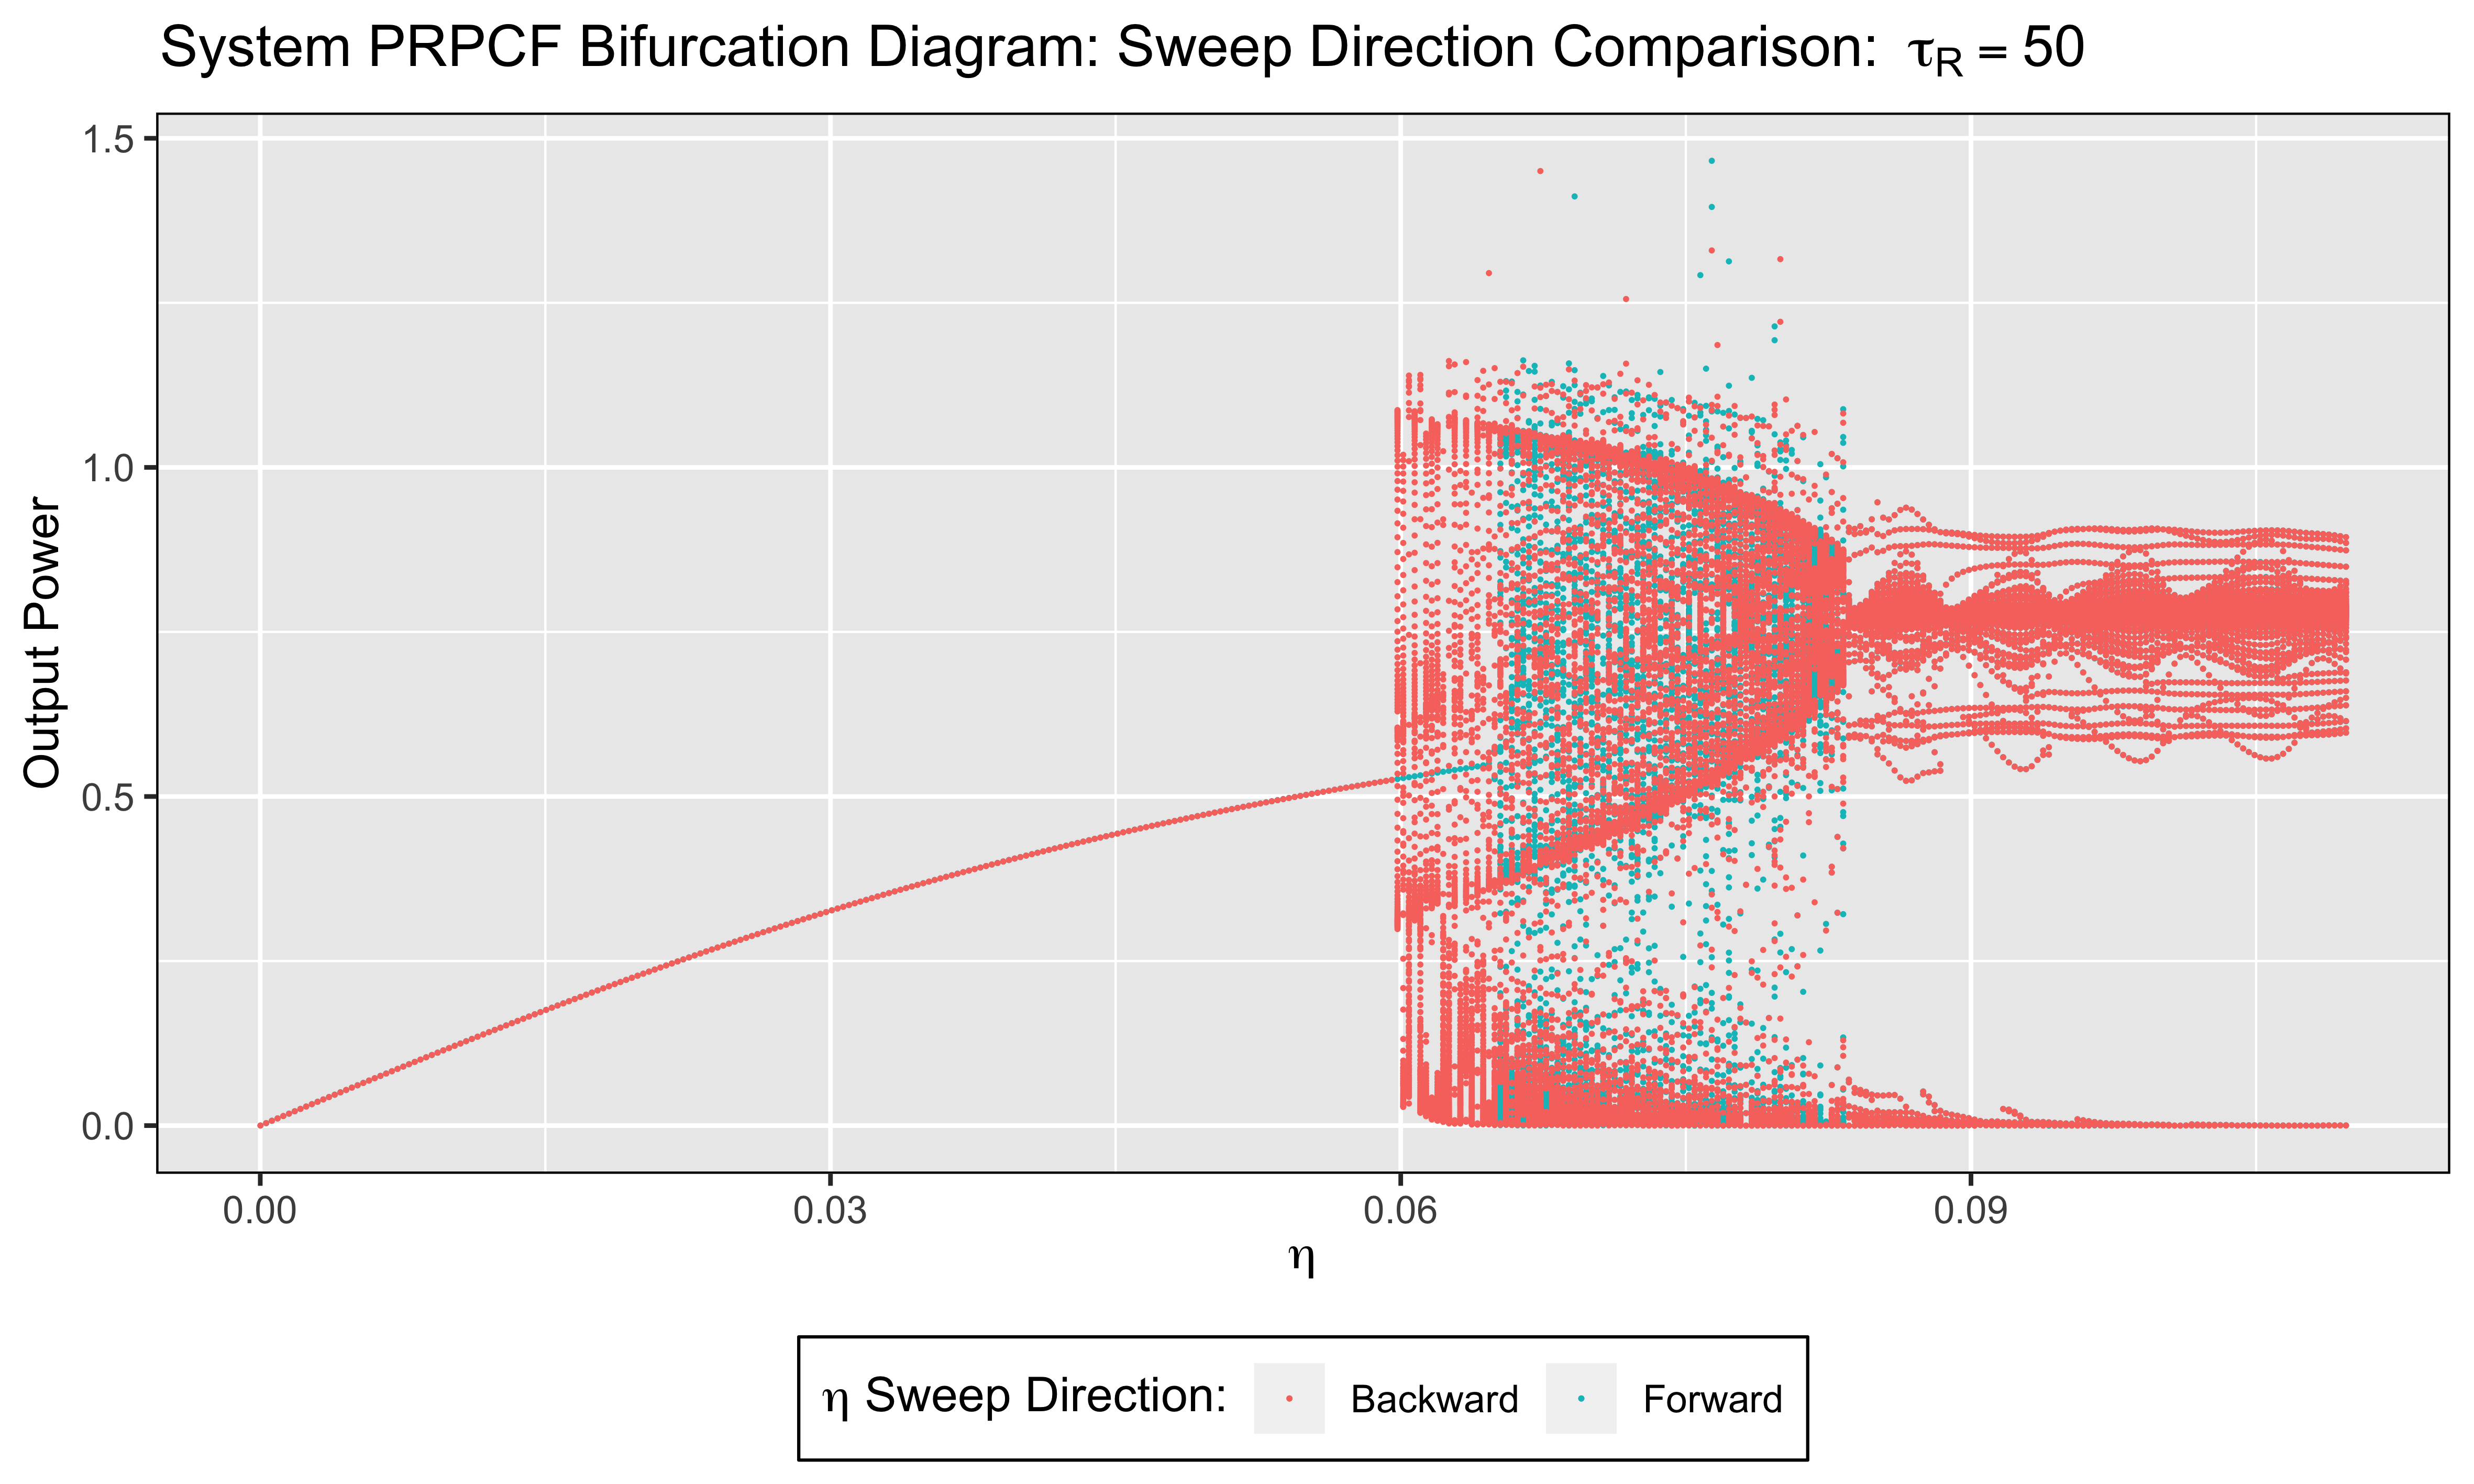 System PRPCF Bifurcation Diagram: Sweep Direction Comparison: τR = 50
Output Power
1.5
1.0
0.5
0.0
0.00 0.03 0.06 0.09
η
η Sweep Direction: Backward Forward